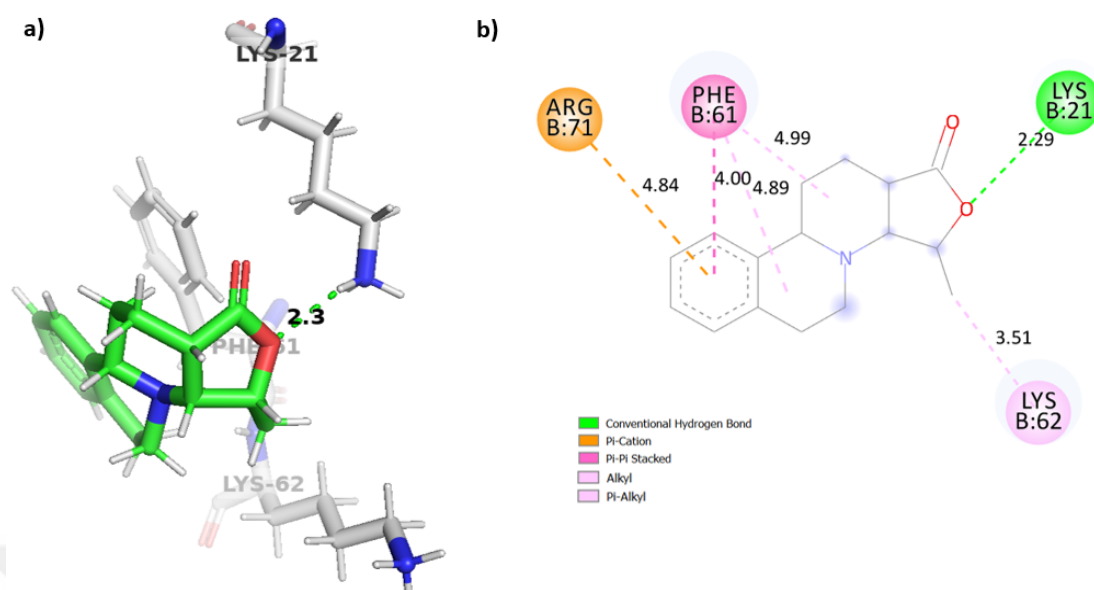 a)
LYS-21
2.3
PHE-61
LYS-62
b)
ARG
B:71
PHE
B:61
LYS
B:21
O
4.99
2.29
4.84
4.00
4.89
O
N
3.51
LYS
B:62
Conventional Hydrogen Bond
Pi-Cation
Pi-Pi Stacked
Alkyl
Pi-Alkyl